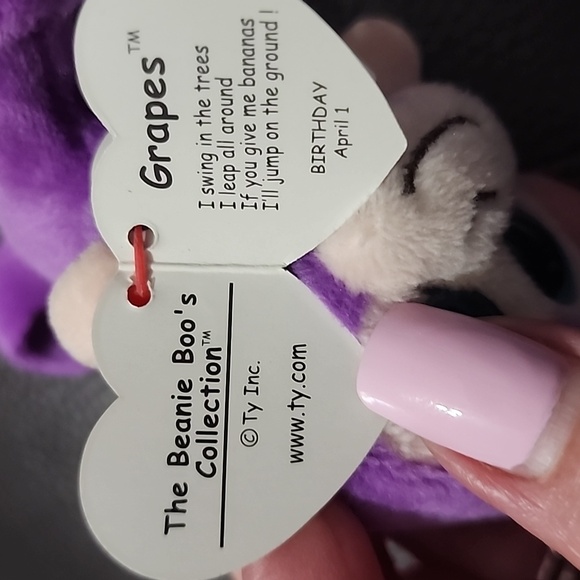 The Beanie Boo's
Collection™
© Ty Inc.
www.ty.com
Grapes™
I swing in the trees
I leap all around
If you give me bananas
I'll jump on the ground !
BIRTHDAY
April 1